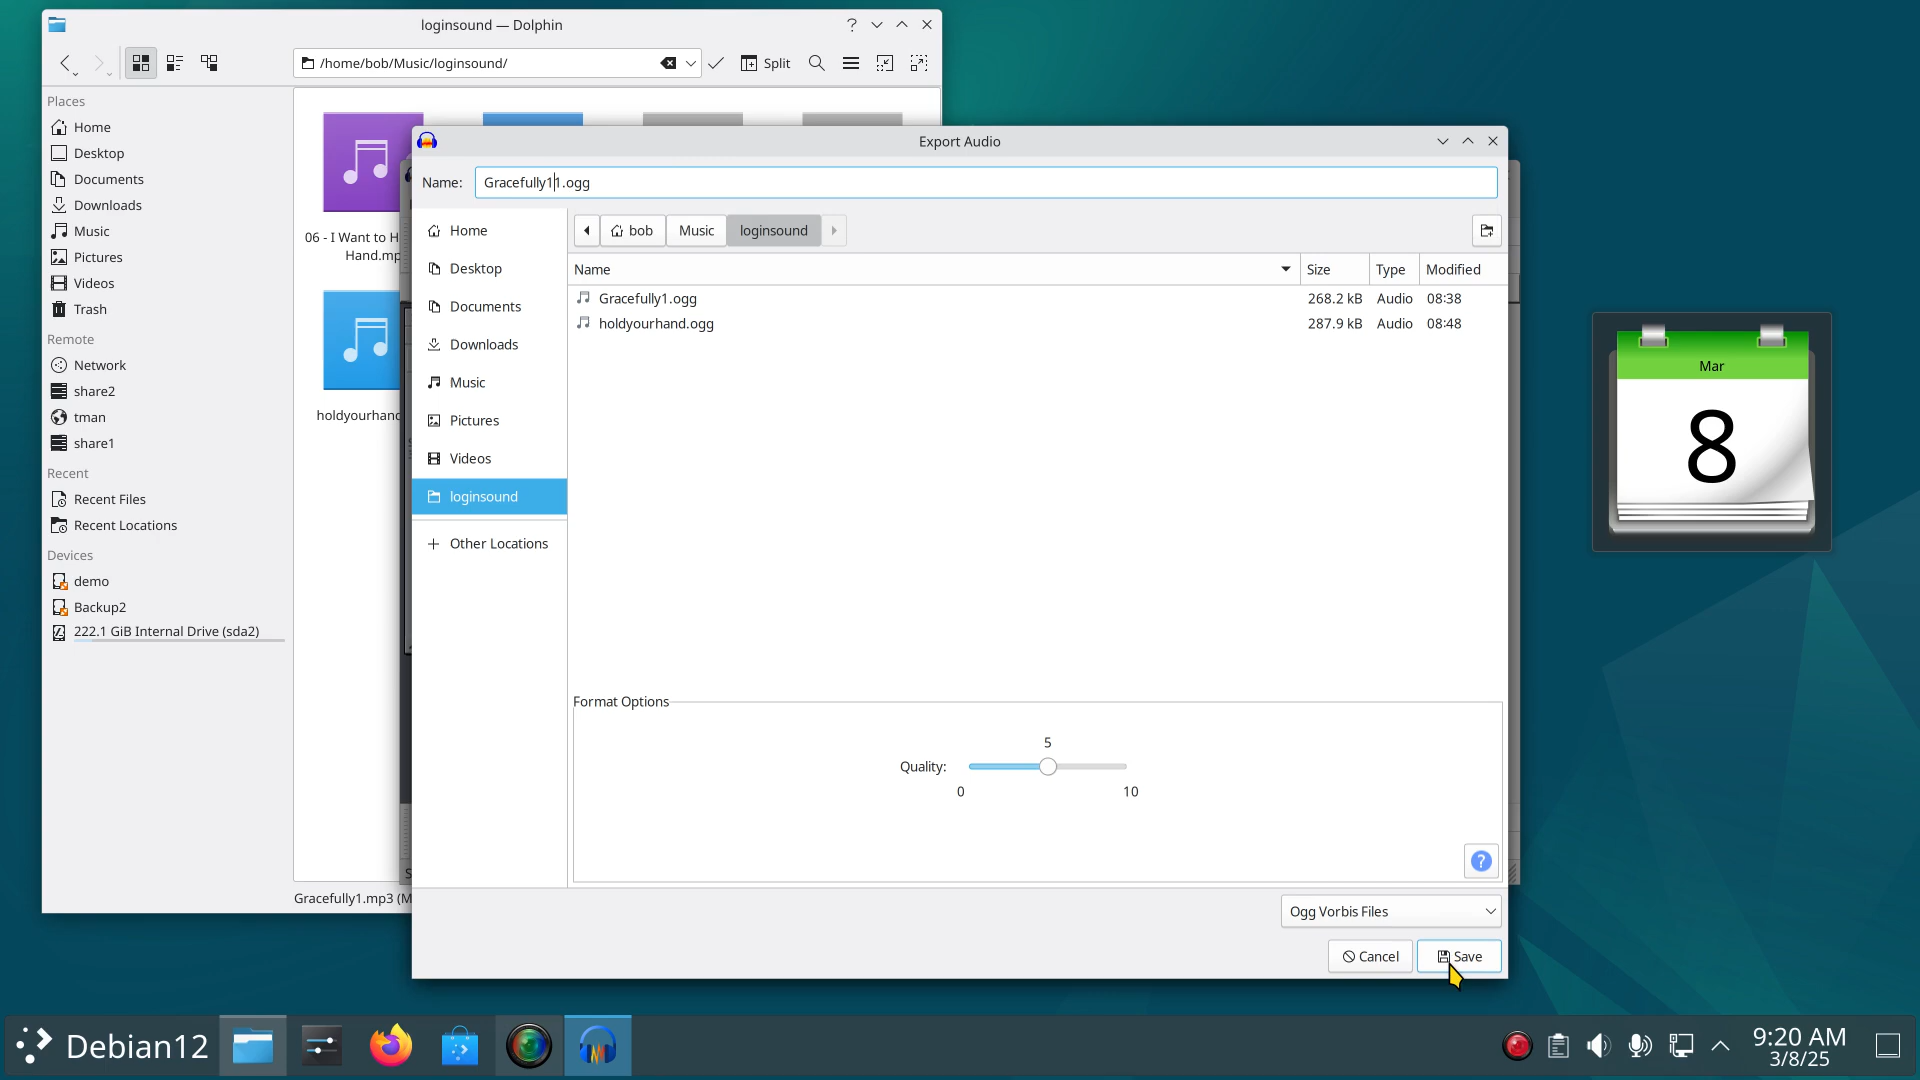 loginsound — Dolphin
/home/bob/Music/loginsound/
Split
Places
Home
Desktop
Documents
Downloads
Music
Pictures
Videos
Trash
Remote
Network
share2
tman
share1
Recent
Recent Files
Recent Locations
Devices
demo
Backup2
222.1 GiB Internal Drive (sda2)
06 - I Want to H
Hand.mp
holdyourhand
Gracefully1.mp3 (M
Export Audio
Name: Gracefully11.ogg
Home
Desktop
Documents
Downloads
Music
Pictures
Videos
loginsound
Other Locations
bob Music loginsound
Name Size Type Modified
Gracefully1.ogg 268.2 kB Audio 08:38
holdyourhand.ogg 287.9 kB Audio 08:48
Format Options
5
Quality:
0 10
Ogg Vorbis Files
Cancel Save
Mar
8
Debian12
9:20 AM
3/8/25